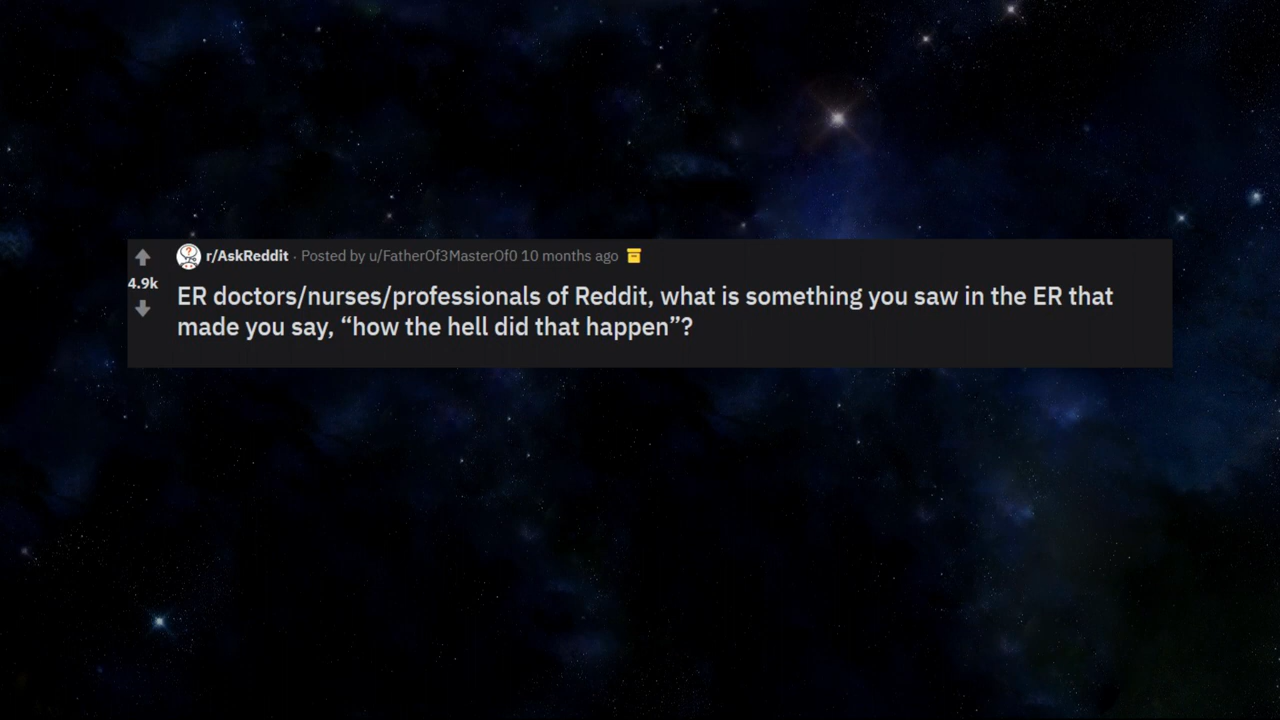 r/AskReddit · Posted by u/FatherOf3MasterOf0 10 months ago
4.9k
ER doctors/nurses/professionals of Reddit, what is something you saw in the ER that
made you say, “how the hell did that happen”?